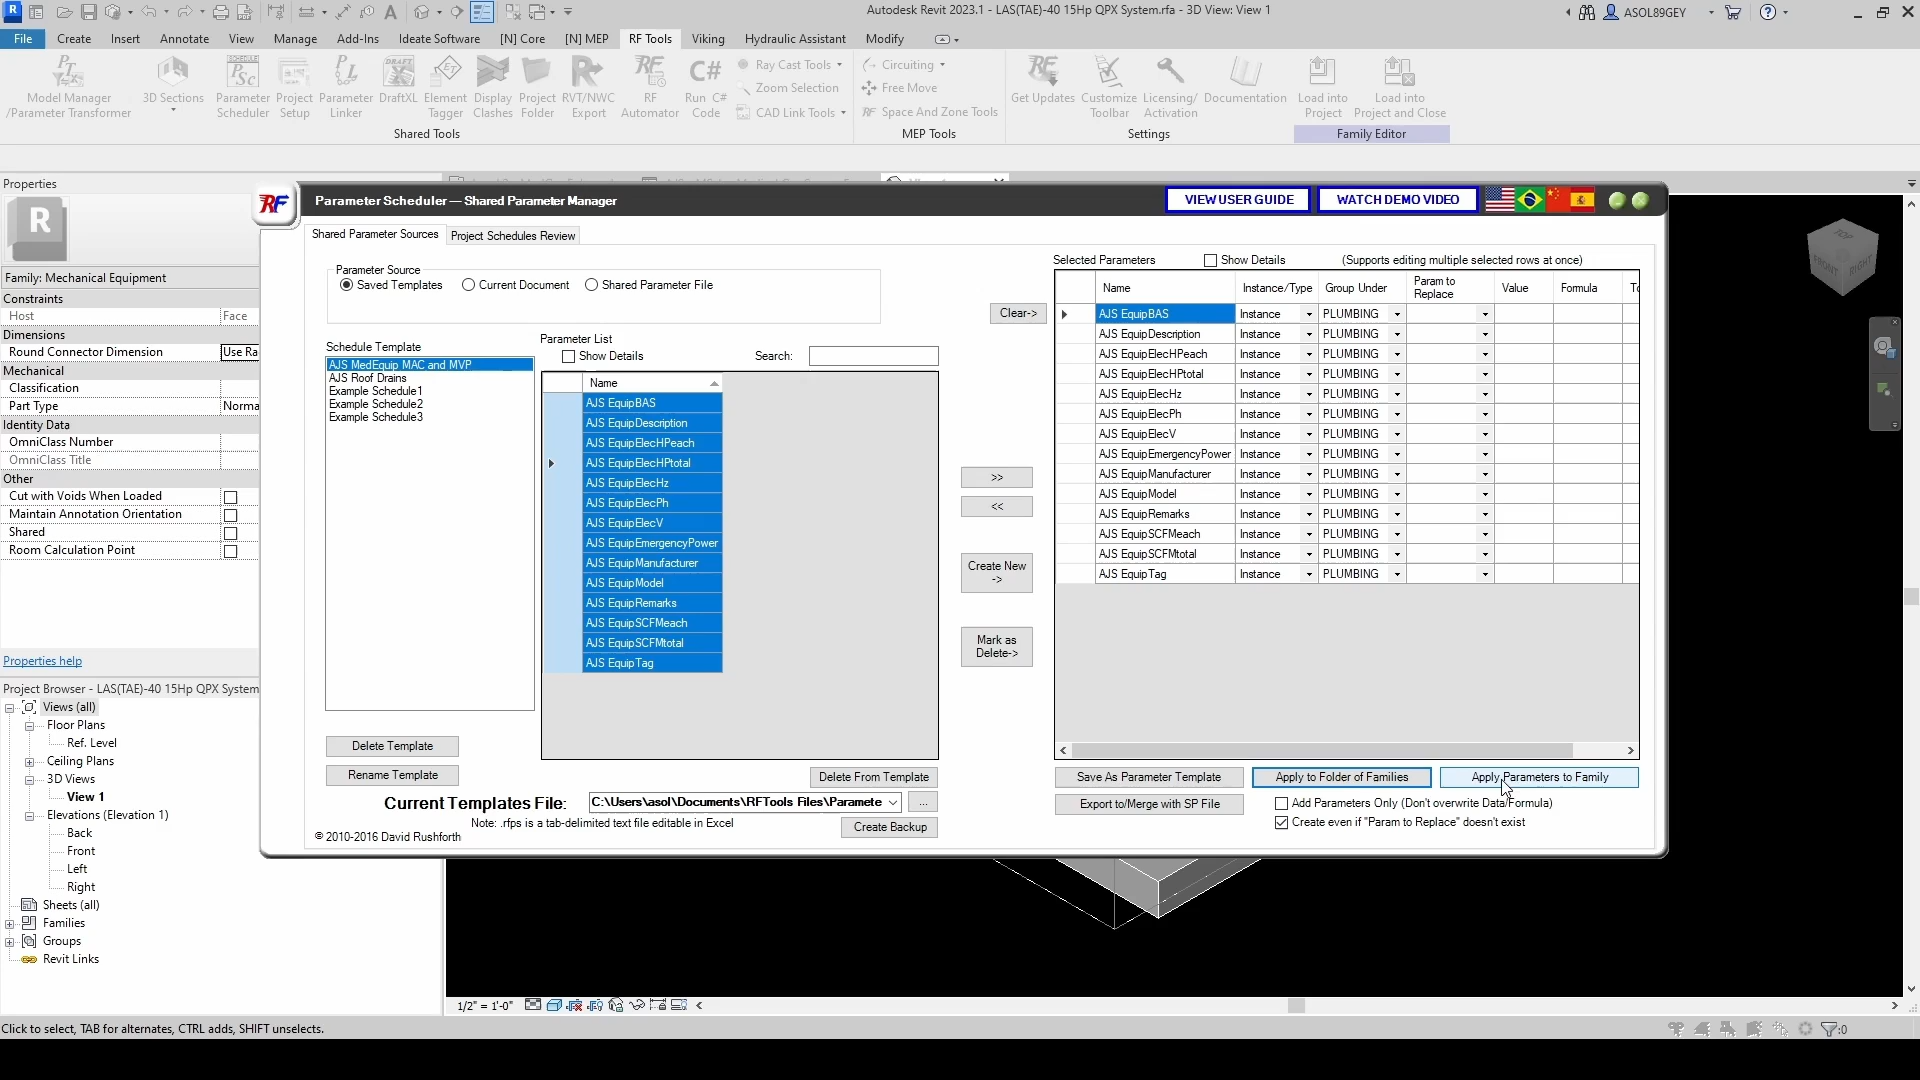 Autodesk Revit 2023.1 - LAS(TAE)-40 15Hp QPX System.rfa - 3D View: View 1
ASOL89GEY
File Create Insert Annotate View Manage Add-Ins Ideate Software [N] Core [N] MEP RF Tools Viking Hydraulic Assistant Modify
Model Manager
/Parameter Transformer
3D Sections
Parameter
Scheduler
Project
Setup
Parameter
Linker
DraftXL
Element
Tagger
Display
Clashes
Project
Folder
RVT/NWC
Export
RF
Automator
Run C#
Code
Ray Cast Tools
Zoom Selection
CAD Link Tools
Circuiting
Free Move
Space And Zone Tools
Get Updates
Customize
Toolbar
Licensing/
Activation
Documentation
Load into
Project
Load into
Project and Close
Shared Tools
MEP Tools
Settings
Family Editor
Properties
Family: Mechanical Equipment
Constraints
Host Face
Dimensions
Round Connector Dimension Use Ra
Mechanical
Classification
Part Type Norma
Identity Data
OmniClass Number
OmniClass Title
Other
Cut with Voids When Loaded
Maintain Annotation Orientation
Shared
Room Calculation Point
Properties help
Project Browser - LAS(TAE)-40 15Hp QPX System
Views (all)
Floor Plans
Ref. Level
Ceiling Plans
3D Views
View 1
Elevations (Elevation 1)
Back
Front
Left
Right
Sheets (all)
Families
Groups
Revit Links
RF
Parameter Scheduler — Shared Parameter Manager
VIEW USER GUIDE
WATCH DEMO VIDEO
Shared Parameter Sources
Project Schedules Review
Parameter Source
Saved Templates
Current Document
Shared Parameter File
Schedule Template
AJS MedEquip MAC and MVP
AJS Roof Drains
Example Schedule1
Example Schedule2
Example Schedule3
Parameter List
Show Details
Search:
Name
AJS EquipBAS
AJS EquipDescription
AJS EquipElecHPeach
AJS EquipElecHPtotal
AJS EquipElecHz
AJS EquipElecPh
AJS EquipElecV
AJS EquipEmergencyPower
AJS EquipManufacturer
AJS EquipModel
AJS EquipRemarks
AJS EquipSCFMeach
AJS EquipSCFMtotal
AJS EquipTag
Clear->
>>
<<
Create New
->
Mark as
Delete->
Selected Parameters
Show Details
(Supports editing multiple selected rows at once)
Name Instance/Type Group Under Param to Replace Value Formula To
AJS EquipBAS Instance PLUMBING
AJS EquipDescription Instance PLUMBING
AJS EquipElecHPeach Instance PLUMBING
AJS EquipElecHPtotal Instance PLUMBING
AJS EquipElecHz Instance PLUMBING
AJS EquipElecPh Instance PLUMBING
AJS EquipElecV Instance PLUMBING
AJS EquipEmergencyPower Instance PLUMBING
AJS EquipManufacturer Instance PLUMBING
AJS EquipModel Instance PLUMBING
AJS EquipRemarks Instance PLUMBING
AJS EquipSCFMeach Instance PLUMBING
AJS EquipSCFMtotal Instance PLUMBING
AJS EquipTag Instance PLUMBING
Delete Template
Rename Template
Delete From Template
Current Templates File: C:\Users\asol\Documents\RFTools Files\Paramete ...
Note: .rfps is a tab-delimited text file editable in Excel
Create Backup
© 2010-2016 David Rushforth
Save As Parameter Template
Apply to Folder of Families
Apply Parameters to Family
Export to/Merge with SP File
Add Parameters Only (Don't overwrite Data/Formula)
Create even if "Param to Replace" doesn't exist
TOP
FRONT
RIGHT
1/2" = 1'-0"
Click to select, TAB for alternates, CTRL adds, SHIFT unselects.
:0